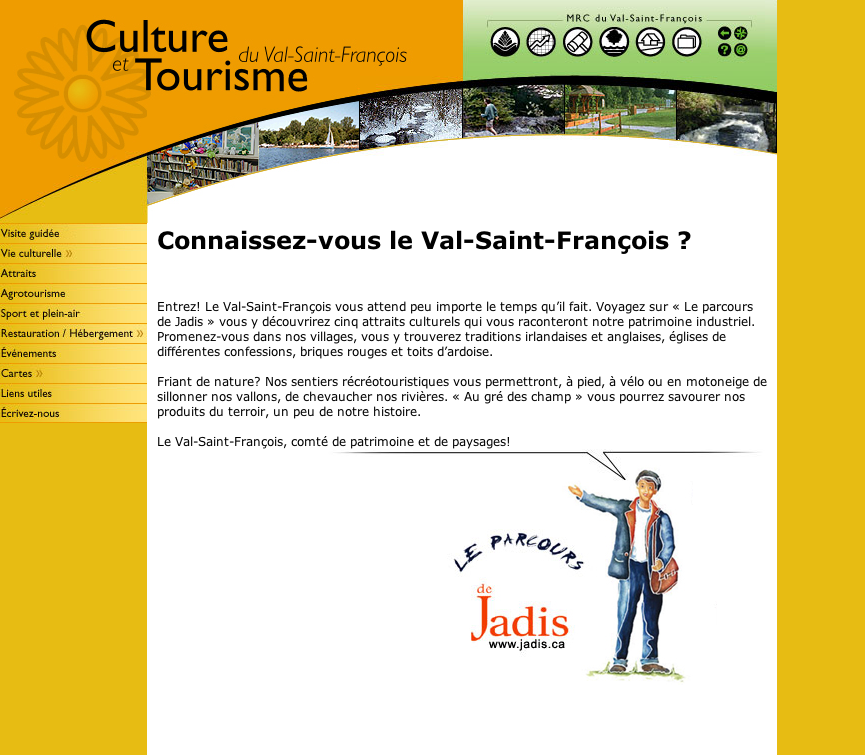 Culture
et Tourisme
du Val-Saint-François
MRC du Val-Saint-François
Visite guidée
Vie culturelle »
Attraits
Agrotourisme
Sport et plein-air
Restauration / Hébergement »
Événements
Cartes »
Liens utiles
Écrivez-nous
Connaissez-vous le Val-Saint-François ?
Entrez! Le Val-Saint-François vous attend peu importe le temps qu’il fait. Voyagez sur « Le parcours
de Jadis » vous y découvrirez cinq attraits culturels qui vous raconteront notre patrimoine industriel.
Promenez-vous dans nos villages, vous y trouverez traditions irlandaises et anglaises, églises de
différentes confessions, briques rouges et toits d’ardoise.
Friant de nature? Nos sentiers récréotouristiques vous permettront, à pied, à vélo ou en motoneige de
sillonner nos vallons, de chevaucher nos rivières. « Au gré des champ » vous pourrez savourer nos
produits du terroir, un peu de notre histoire.
Le Val-Saint-François, comté de patrimoine et de paysages!
LE PARCOURS
de
Jadis
www.jadis.ca